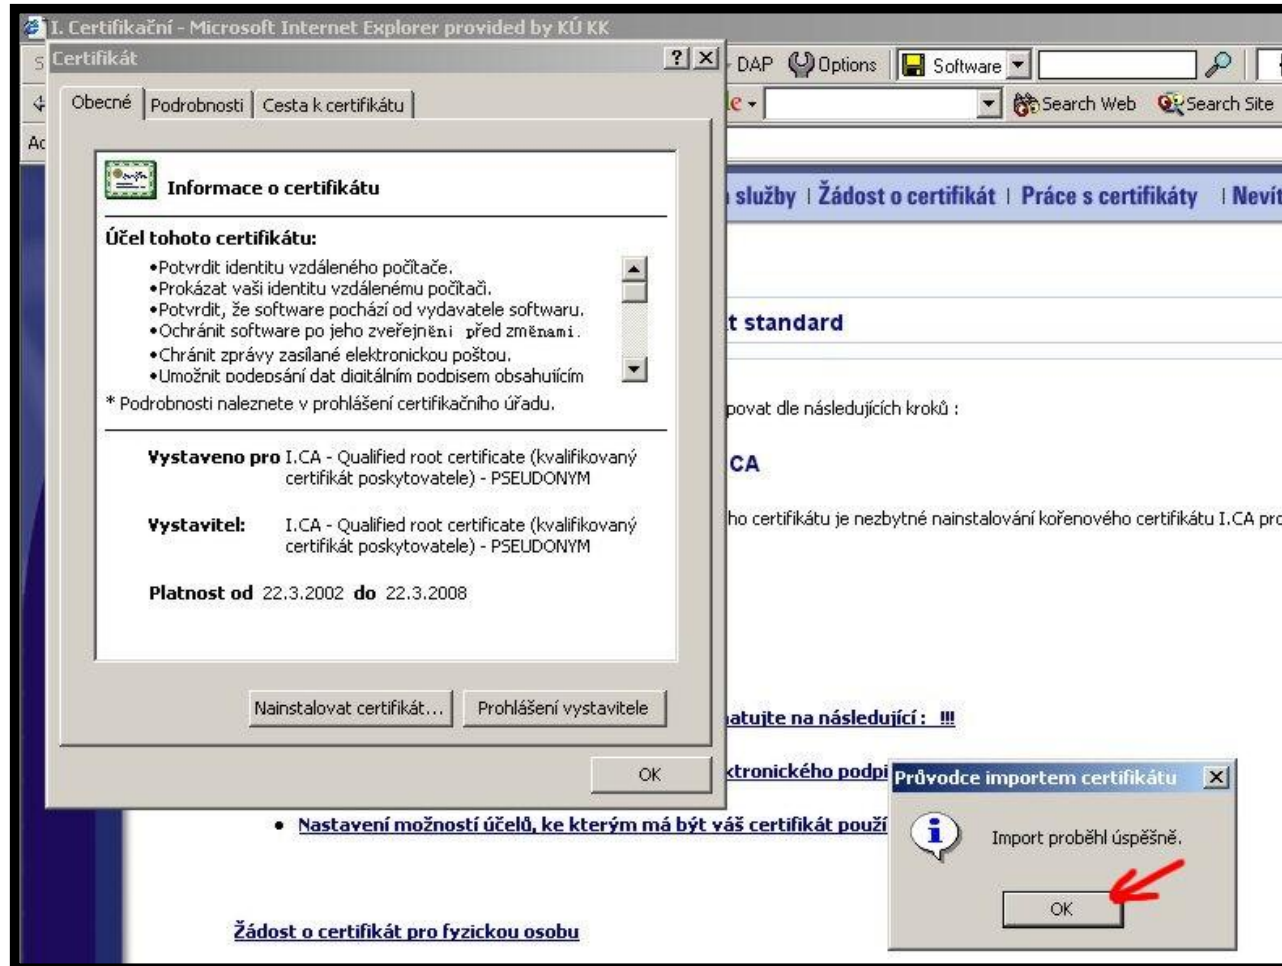 I. Certifikační - Microsoft Internet Explorer provided by KÚ KK
Certifikát
DAP Options Software
Obecné Podrobnosti Cesta k certifikátu
Search Web Search Site
Informace o certifikátu
Účel tohoto certifikátu:
•Potvrdit identitu vzdáleného počítače.
•Prokázat vaši identitu vzdálenému počítači.
•Potvrdit, že software pochází od vydavatele softwaru.
•Ochránit software po jeho zveřejnění před změnami.
•Chránit zprávy zasílané elektronickou poštou.
•Umožnit podepsání dat digitálním podpisem obsahujícím
* Podrobnosti naleznete v prohlášení certifikačního úřadu.
Vystaveno pro I.CA - Qualified root certificate (kvalifikovaný
certifikát poskytovatele) - PSEUDONYM
Vystavitel: I.CA - Qualified root certificate (kvalifikovaný
certifikát poskytovatele) - PSEUDONYM
Platnost od 22.3.2002 do 22.3.2008
Nainstalovat certifikát... Prohlášení vystavitele
OK
služby | Žádost o certifikát | Práce s certifikáty | Nevít
t standard
povat dle následujících kroků :
CA
ho certifikátu je nezbytné nainstalování kořenového certifikátu I.CA pro
atujte na následující : !!!
ktronického podpi
• Nastavení možností účelů, ke kterým má být váš certifikát použí
Žádost o certifikát pro fyzickou osobu
Průvodce importem certifikátu
Import proběhl úspěšně.
OK